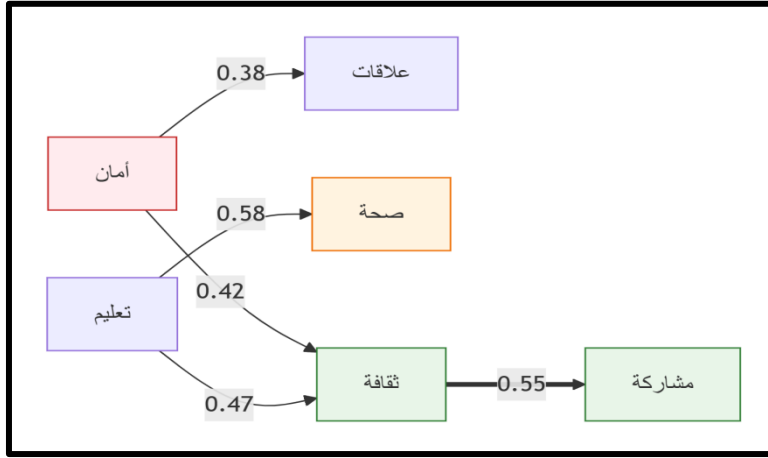 علاقات
0.38
أمان
صحة
0.58
0.42
تعليم
ثقافة
0.55
مشاركة
0.47